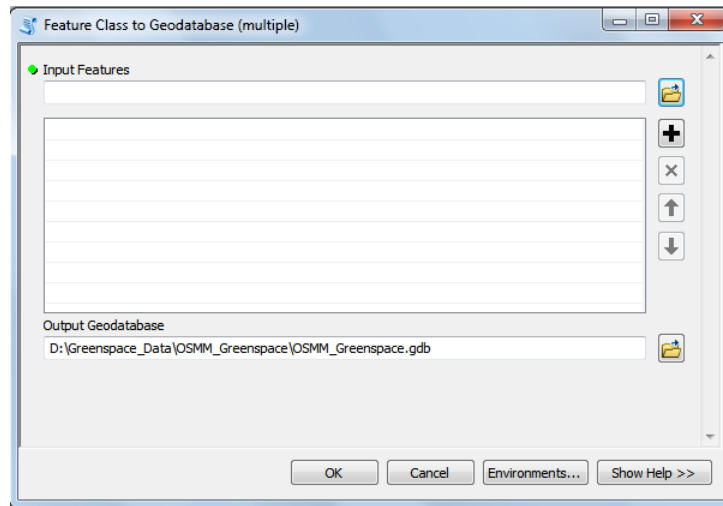 Feature Class to Geodatabase (multiple)
Input Features
Output Geodatabase
D:\Greenspace_Data\OSMM_Greenspace\OSMM_Greenspace.gdb
OK Cancel Environments... Show Help >>